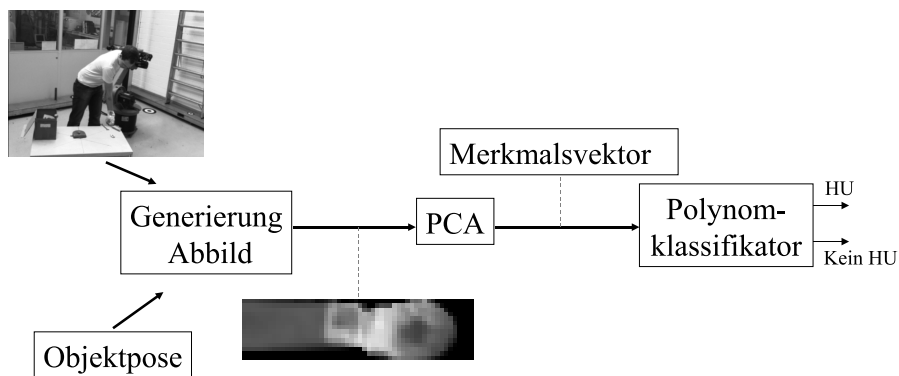 Merkmalsvektor
HU
Generierung
Abbild
PCA
Polynom-
klassifikator
Kein HU
Objektpose